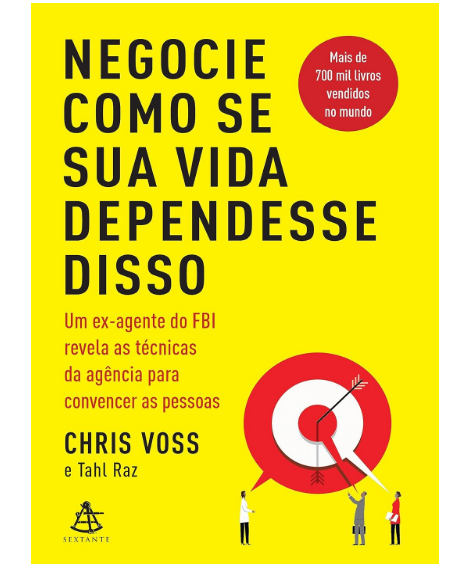 NEGOCIE
COMO SE
SUA VIDA
DEPENDESSE
DISSO
Mais de
700 mil livros
vendidos
no mundo
Um ex-agente do FBI
revela as técnicas
da agência para
convencer as pessoas
CHRIS VOSS
e Tahl Raz
SEXTANTE